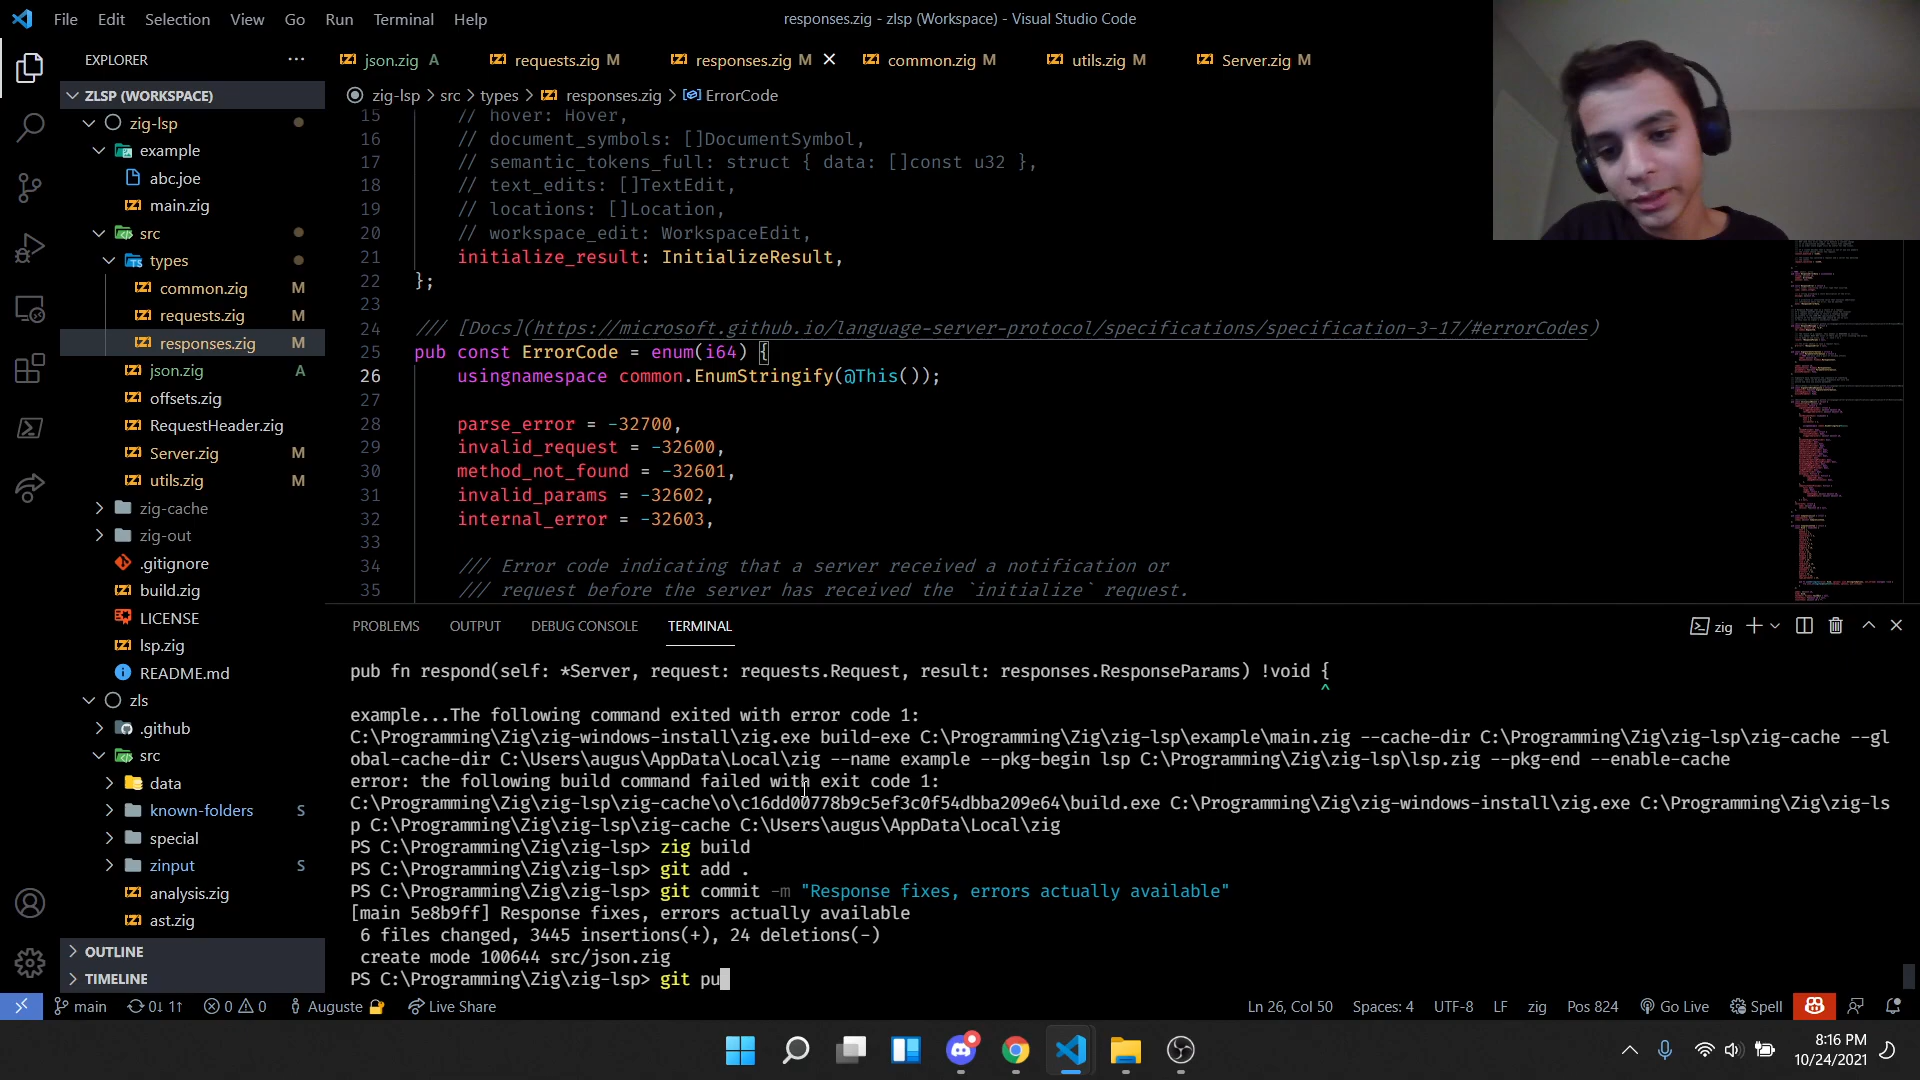 File Edit Selection View Go Run Terminal Help
responses.zig - zlsp (Workspace) - Visual Studio Code
EXPLORER
ZLSP (WORKSPACE)
zig-lsp
example
abc.joe
main.zig
src
types
common.zig M
requests.zig M
responses.zig M
json.zig A
offsets.zig
RequestHeader.zig
Server.zig M
utils.zig M
zig-cache
zig-out
.gitignore
build.zig
LICENSE
lsp.zig
README.md
zls
.github
src
data
known-folders S
special
zinput S
analysis.zig
ast.zig
OUTLINE
TIMELINE
json.zig A requests.zig M responses.zig M common.zig M utils.zig M Server.zig M
zig-lsp > src > types > responses.zig > ErrorCode
15 // hover: Hover,
16 // document_symbols: []DocumentSymbol,
17 // semantic_tokens_full: struct { data: []const u32 },
18 // text_edits: []TextEdit,
19 // locations: []Location,
20 // workspace_edit: WorkspaceEdit,
21 initialize_result: InitializeResult,
22 };
23
24 /// [Docs](https://microsoft.github.io/language-server-protocol/specifications/specification-3-17/#errorCodes)
25 pub const ErrorCode = enum(i64) {
26 usingnamespace common.EnumStringify(@This());
27
28 parse_error = -32700,
29 invalid_request = -32600,
30 method_not_found = -32601,
31 invalid_params = -32602,
32 internal_error = -32603,
33
34 /// Error code indicating that a server received a notification or
35 /// request before the server has received the `initialize` request.
PROBLEMS OUTPUT DEBUG CONSOLE TERMINAL
zig
pub fn respond(self: *Server, request: requests.Request, result: responses.ResponseParams) !void {
^
example...The following command exited with error code 1:
C:\Programming\Zig\zig-windows-install\zig.exe build-exe C:\Programming\Zig\zig-lsp\example\main.zig --cache-dir C:\Programming\Zig\zig-lsp\zig-cache --gl
obal-cache-dir C:\Users\augus\AppData\Local\zig --name example --pkg-begin lsp C:\Programming\Zig\zig-lsp\lsp.zig --pkg-end --enable-cache
error: the following build command failed with exit code 1:
C:\Programming\Zig\zig-lsp\zig-cache\o\c16dd00778b9c5ef3c0f54dbba209e64\build.exe C:\Programming\Zig\zig-windows-install\zig.exe C:\Programming\Zig\zig-ls
p C:\Programming\Zig\zig-lsp\zig-cache C:\Users\augus\AppData\Local\zig
PS C:\Programming\Zig\zig-lsp> zig build
PS C:\Programming\Zig\zig-lsp> git add .
PS C:\Programming\Zig\zig-lsp> git commit -m "Response fixes, errors actually available"
[main 5e8b9ff] Response fixes, errors actually available
6 files changed, 3445 insertions(+), 24 deletions(-)
create mode 100644 src/json.zig
PS C:\Programming\Zig\zig-lsp> git pu
main 0↓ 1↑ 0 0 Auguste Live Share
Ln 26, Col 50 Spaces: 4 UTF-8 LF zig Pos 824 Go Live Spell
8:16 PM
10/24/2021